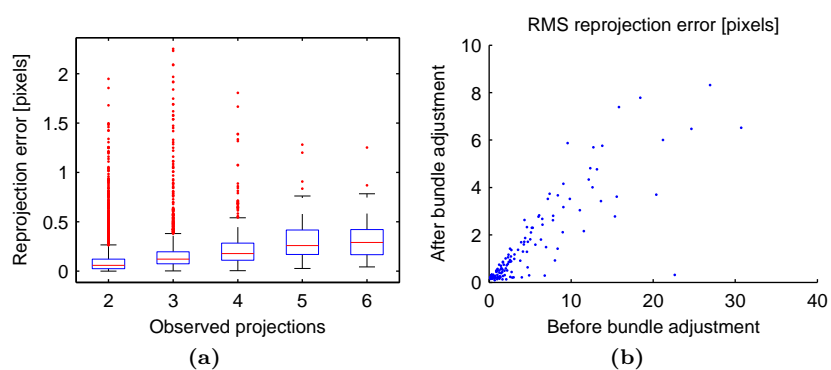 Reprojection error [pixels]
2
1.5
1
0.5
0
2 3 4 5 6
Observed projections
(a)
RMS reprojection error [pixels]
After bundle adjustment
10
8
6
4
2
0
0 10 20 30 40
Before bundle adjustment
(b)